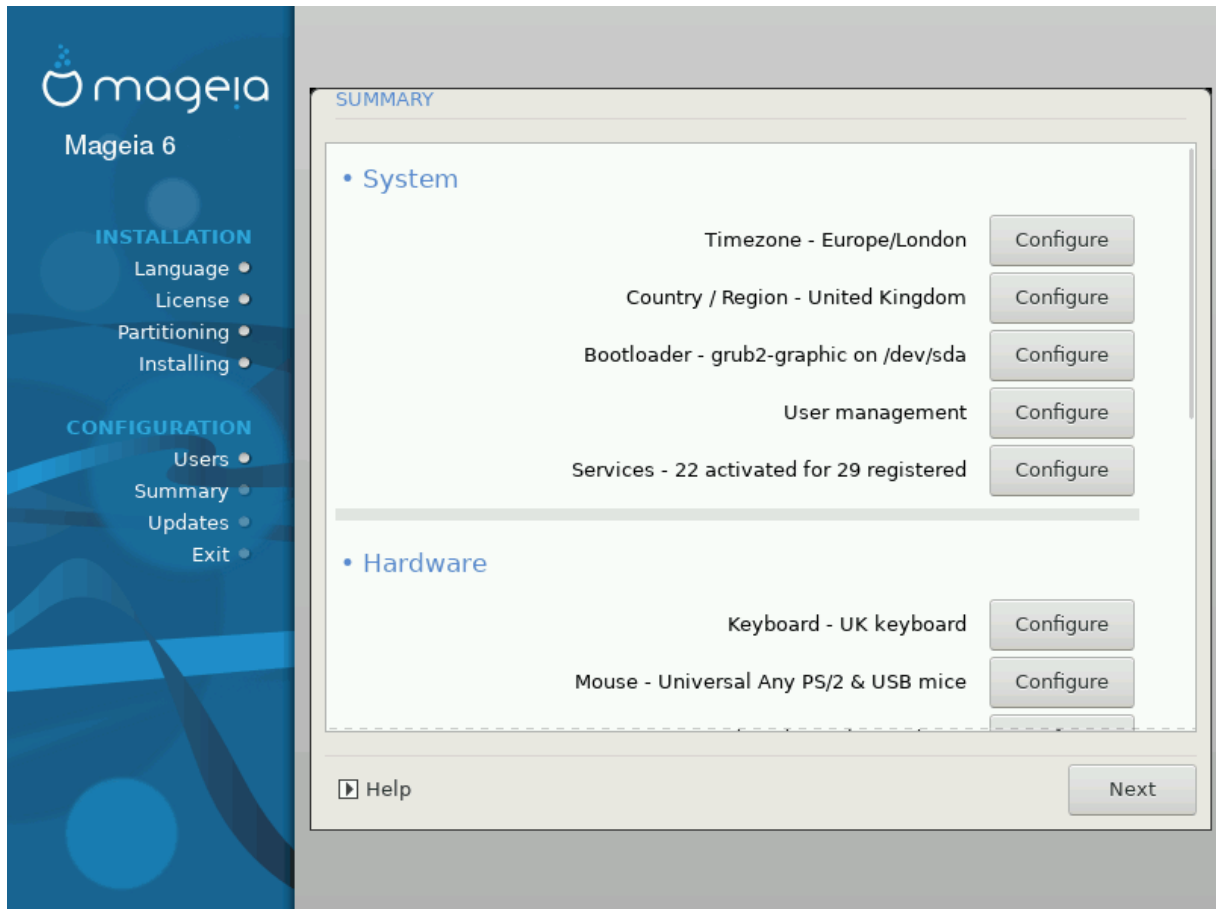 mageia
Mageia 6
INSTALLATION
Language
License
Partitioning
Installing
CONFIGURATION
Users
Summary
Updates
Exit
SUMMARY
• System
Timezone - Europe/London Configure
Country / Region - United Kingdom Configure
Bootloader - grub2-graphic on /dev/sda Configure
User management Configure
Services - 22 activated for 29 registered Configure
• Hardware
Keyboard - UK keyboard Configure
Mouse - Universal Any PS/2 & USB mice Configure
Help
Next